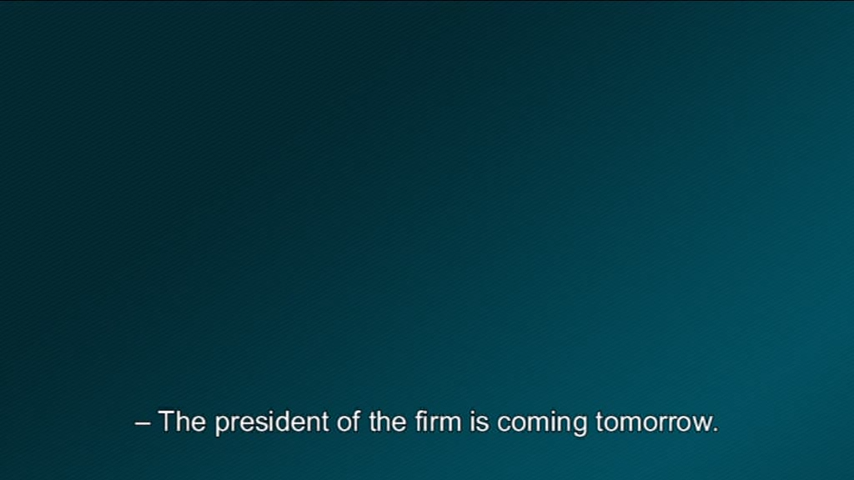 – The president of the firm is coming tomorrow.